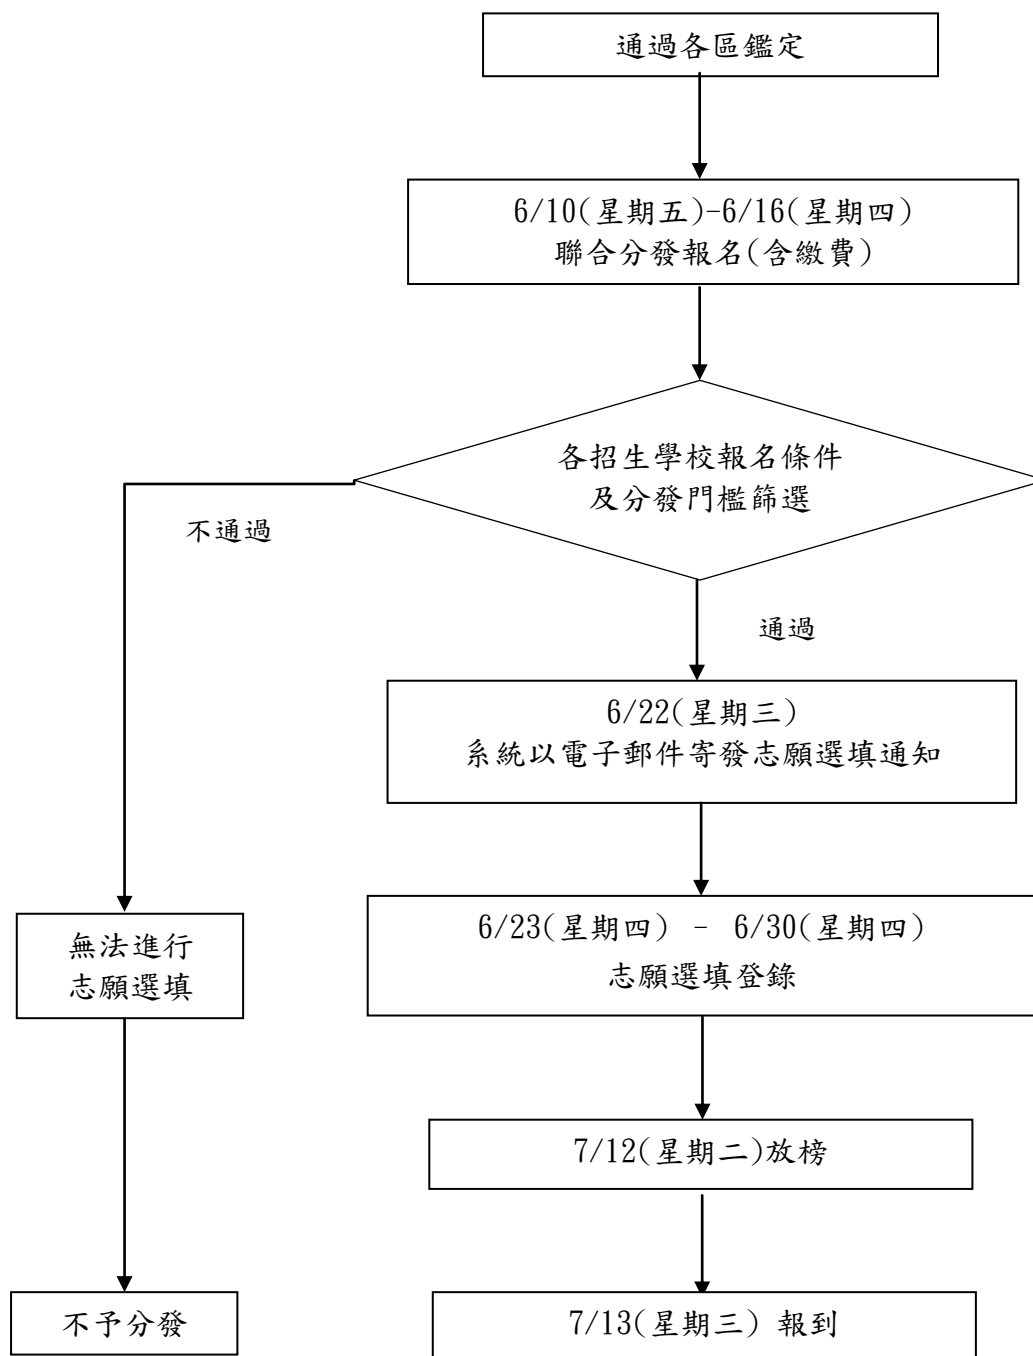 通過各區鑑定
6/10(星期五)-6/16(星期四)
聯合分發報名(含繳費)
各招生學校報名條件
及分發門檻篩選
不通過
通過
6/22(星期三)
系統以電子郵件寄發志願選填通知
6/23(星期四) - 6/30(星期四)
志願選填登錄
無法進行
志願選填
7/12(星期二)放榜
不予分發
7/13(星期三) 報到